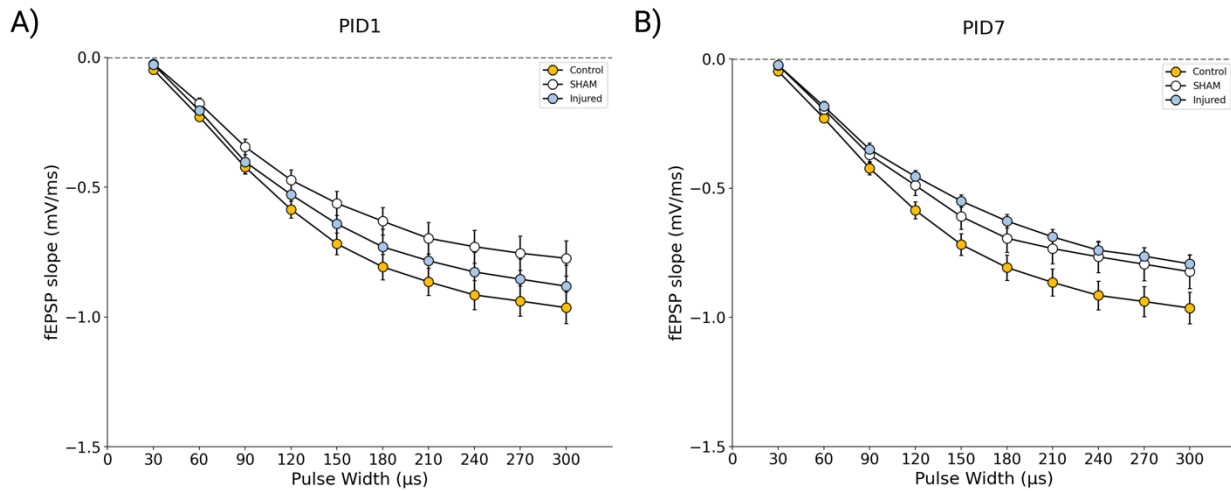 A)
PID1
0.0
−0.5
−1.0
−1.5
fEPSP slope (mV/ms)
Control
SHAM
Injured
0 30 60 90 120 150 180 210 240 270 300
Pulse Width (μs)
B)
PID7
0.0
−0.5
−1.0
−1.5
fEPSP slope (mV/ms)
Control
SHAM
Injured
0 30 60 90 120 150 180 210 240 270 300
Pulse Width (μs)